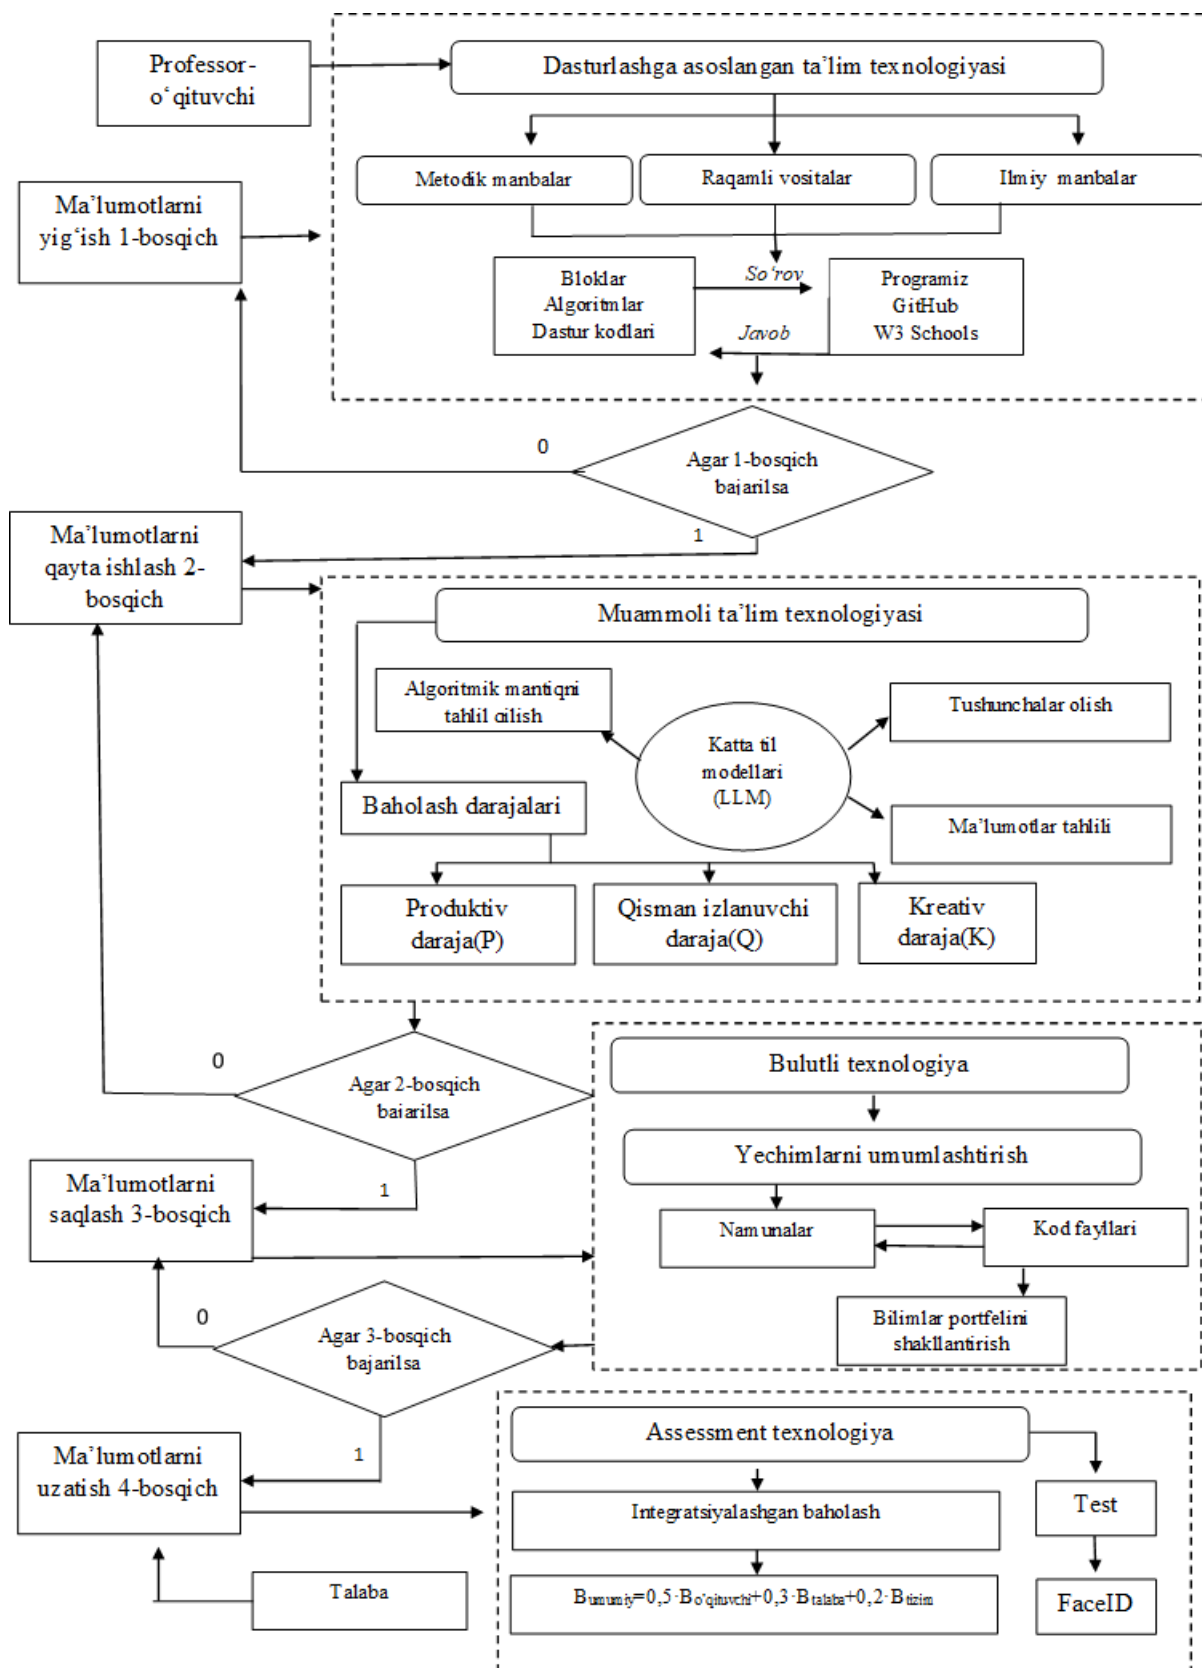 Professor-
o‘qituvchi
Dasturlashga asoslangan ta’lim texnologiyasi
Metodik manbalar
Raqamli vositalar
Ilmiy manbalar
Ma’lumotlarni
yig‘ish 1-bosqich
Bloklar
Algoritmlar
Dastur kodlari
So‘rov
Javob
Programiz
GitHub
W3 Schools
0
Agar 1-bosqich
bajarilsa
1
Ma’lumotlarni
qayta ishlash 2-
bosqich
Muammoli ta’lim texnologiyasi
Algoritmik mantiqni
tahlil qilish
Katta til
modellari
(LLM)
Tushunchalar olish
Ma’lumotlar tahlili
Baholash darajalari
Produktiv
daraja(P)
Qisman izlanuvchi
daraja(Q)
Kreativ
daraja(K)
0
Agar 2-bosqich
bajarilsa
1
Bulutli texnologiya
Yechimlarni umumlashtirish
Ma’lumotlarni
saqlash 3-bosqich
Namunalar
Kod fayllari
Bilimlar portfelini
shakllantirish
0
Agar 3-bosqich
bajarilsa
1
Ma’lumotlarni
uzatish 4-bosqich
Assessment texnologiya
Integratsiyalashgan baholash
Test
Talaba
Bumumiy=0,5·Bo‘qituvchi+0,3·Btalaba+0,2·Btizim
FaceID